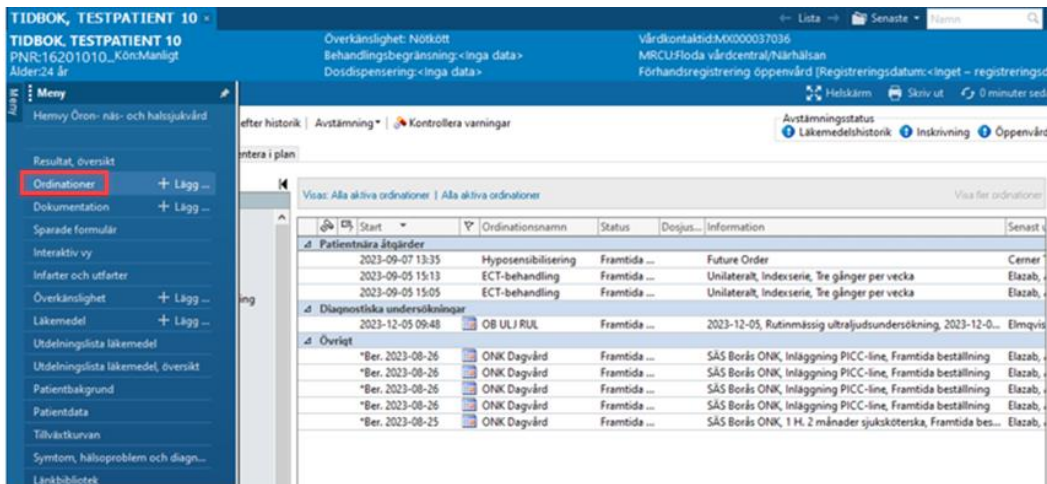 TIDBOK, TESTPATIENT 10 × ← Lista → Senaste Namn
TIDBOK, TESTPATIENT 10 Överkänslighet: Nötkött Vårdkontaktid:MX000037036
PNR:16201010_ Kön:Manligt Behandlingsbegränsning:<Inga data> MRCU:Floda vårdcentral/Närhälsan
Ålder:24 år Dosdispensering:<Inga data> Förhandsregistrering öppenvård [Registreringsdatum:<Inget – registreringsd
Meny Meny Helskärm Skriv ut 0 minuter sed
Hemvy Öron- näs- och halssjukvård efter historik Avstämning Kontrollera varningar Avstämningsstatus
Läkemedelshistorik Inskrivning Öppenvård
Resultat, översikt entera i plan
Ordinationer + Lägg ... Visas: Alla aktiva ordinationer | Alla aktiva ordinationer Visa fler ordinationer
Dokumentation + Lägg ...
Sparade formulär Start Ordinationsnamn Status Dosjus... Information Senast u
Interaktiv vy Patientnära åtgärder
2023-09-07 13:35 Hyposensibilisering Framtida ... Future Order Cerner
Infarter och utfarter 2023-09-05 15:13 ECT-behandling Framtida ... Unilateralt, Indexserie, Tre gånger per vecka Elazab,
Överkänslighet + Lägg ... ing 2023-09-05 15:05 ECT-behandling Framtida ... Unilateralt, Indexserie, Tre gånger per vecka Elazab,
Läkemedel + Lägg ... Diagnostiska undersökningar
2023-12-05 09:48 OB ULJ RUL Framtida ... 2023-12-05, Rutinmässig ultraljudsundersökning, 2023-12-0... Elmqvis
Utdelningslista läkemedel Övrigt
Utdelningslista läkemedel, översikt *Ber. 2023-08-26 ONK Dagvård Framtida ... SÄS Borås ONK, Inläggning PICC-line, Framtida beställning Elazab,
*Ber. 2023-08-26 ONK Dagvård Framtida ... SÄS Borås ONK, Inläggning PICC-line, Framtida beställning Elazab,
Patientbakgrund *Ber. 2023-08-26 ONK Dagvård Framtida ... SÄS Borås ONK, Inläggning PICC-line, Framtida beställning Elazab,
Patientdata *Ber. 2023-08-26 ONK Dagvård Framtida ... SÄS Borås ONK, Inläggning PICC-line, Framtida beställning Elazab,
Tillväxtkurvan *Ber. 2023-08-25 ONK Dagvård Framtida ... SÄS Borås ONK, 1 H. 2 månader sjuksköterska, Framtida bes... Elazab,
Symtom, hälsoproblem och diagn...
Länkbibliotek